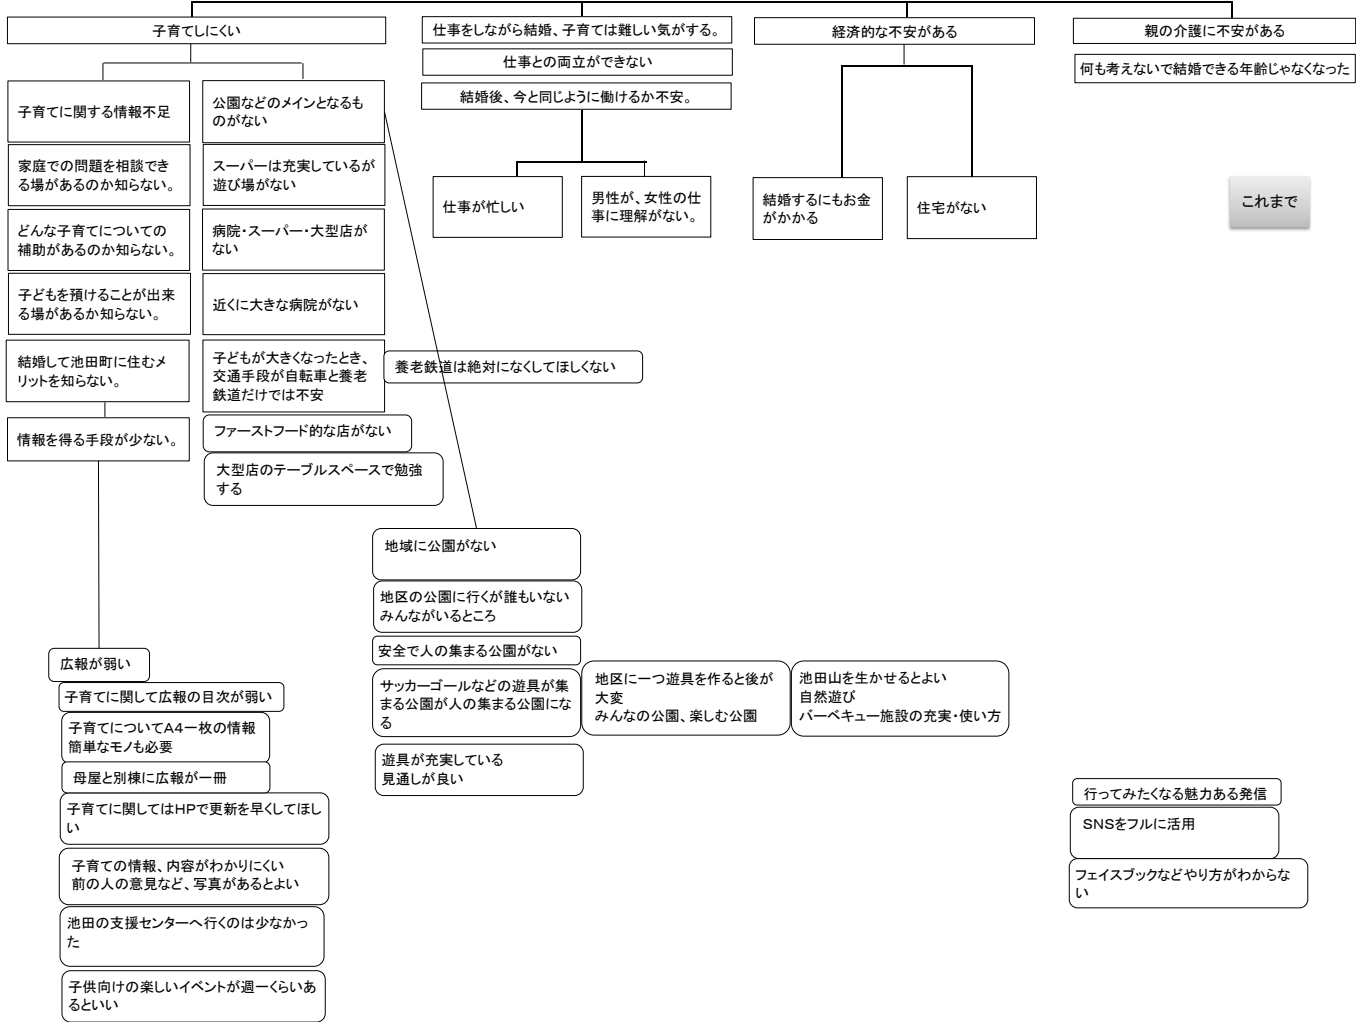 子育てしにくい
子育てに関する情報不足
家庭での問題を相談でき
る場があるのか知らない。
どんな子育てについての
補助があるのか知らない。
子どもを預けることが出来
る場があるか知らない。
結婚して池田町に住むメ
リットを知らない。
情報を得る手段が少ない。
公園などのメインとなるも
のがない
スーパーは充実しているが
遊び場がない
病院・スーパー・大型店が
ない
近くに大きな病院がない
子どもが大きくなったとき、
交通手段が自転車と養老
鉄道だけでは不安
養老鉄道は絶対になくしてほしくない
ファーストフード的な店がない
大型店のテーブルスペースで勉強
する
仕事をしながら結婚、子育ては難しい気がする。
仕事との両立ができない
結婚後、今と同じように働けるか不安。
仕事が忙しい
男性が、女性の仕
事に理解がない。
経済的な不安がある
結婚するにもお金
がかかる
住宅がない
親の介護に不安がある
何も考えないで結婚できる年齢じゃなくなった
これまで
地域に公園がない
地区の公園に行くが誰もいない
みんながいるところ
安全で人の集まる公園がない
サッカーゴールなどの遊具が集
まる公園が人の集まる公園にな
る
遊具が充実している
見通しが良い
地区に一つ遊具を作ると後が
大変
みんなの公園、楽しむ公園
池田山を生かせるとよい
自然遊び
バーベキュー施設の充実・使い方
広報が弱い
子育てに関して広報の目次が弱い
子育てについてA4一枚の情報
簡単なモノも必要
母屋と別棟に広報が一冊
子育てに関してはHPで更新を早くしてほし
い
子育ての情報、内容がわかりにくい
前の人の意見など、写真があるとよい
池田の支援センターへ行くのは少なかっ
た
子供向けの楽しいイベントが週一くらいあ
るといい
行ってみたくなる魅力ある発信
SNSをフルに活用
フェイスブックなどやり方がわからな
い